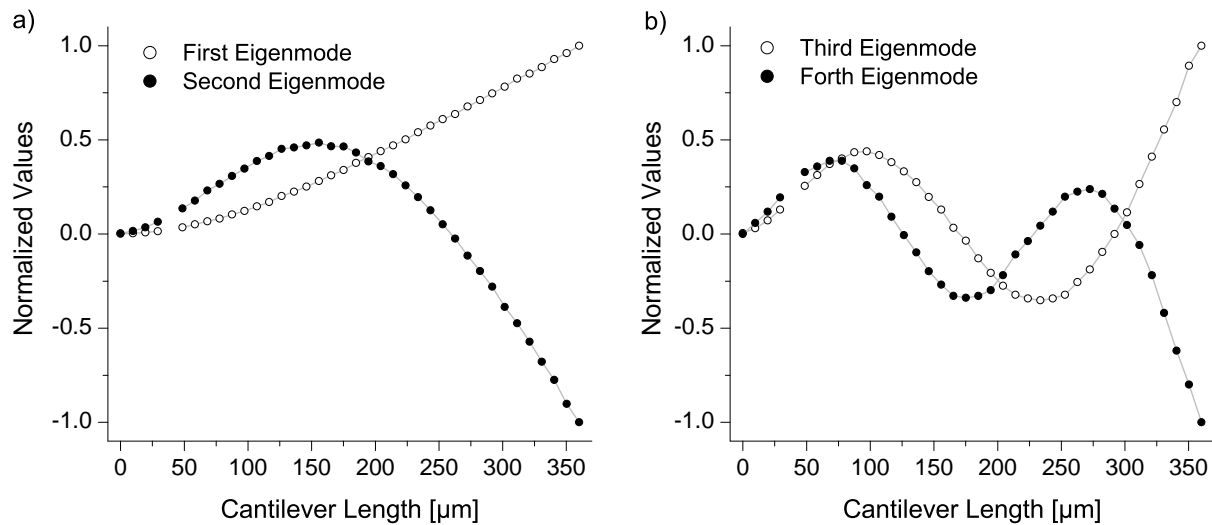 a)
First Eigenmode
Second Eigenmode
1.0
0.5
0.0
-0.5
-1.0
Normalized Values
0 50 100 150 200 250 300 350
Cantilever Length [µm]
b)
Third Eigenmode
Forth Eigenmode
1.0
0.5
0.0
-0.5
-1.0
Normalized Values
0 50 100 150 200 250 300 350
Cantilever Length [µm]